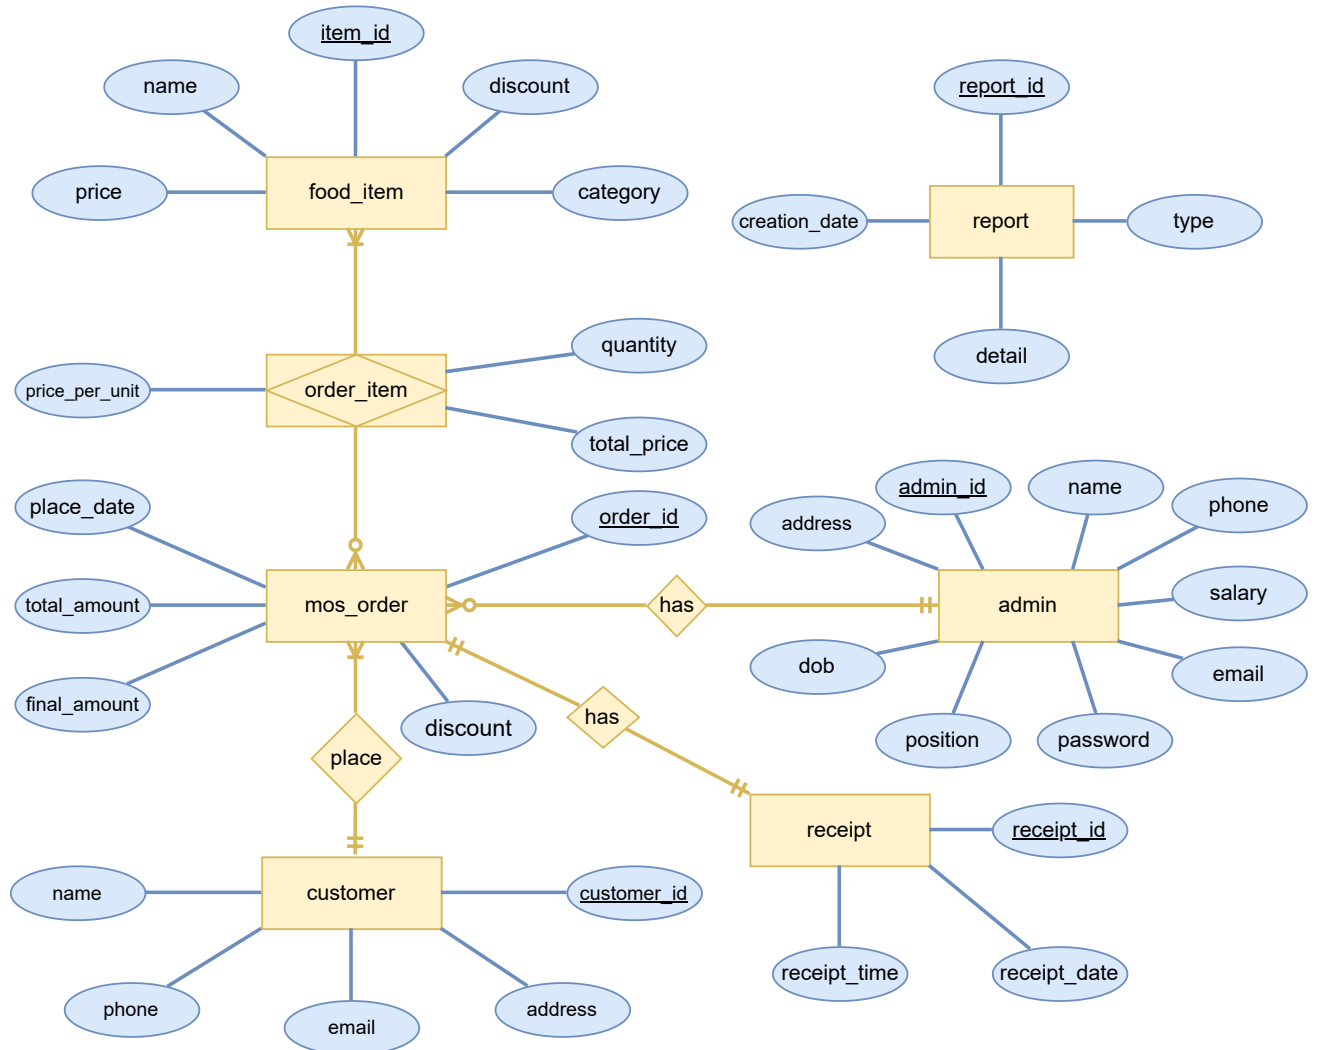 item_id
name
discount
report_id
price
food_item
category
creation_date
report
type
quantity
detail
price_per_unit
order_item
total_price
place_date
order_id
admin_id
name
phone
address
total_amount
mos_order
has
admin
salary
dob
email
final_amount
discount
has
position
password
place
receipt
receipt_id
name
customer
customer_id
receipt_time
receipt_date
phone
email
address